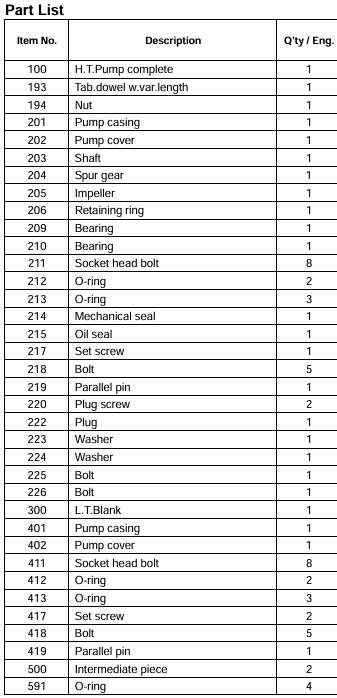 Part List
Item No. Description Q'ty / Eng.
100 H.T.Pump complete 1
193 Tab.dowel w.var.length 1
194 Nut 1
201 Pump casing 1
202 Pump cover 1
203 Shaft 1
204 Spur gear 1
205 Impeller 1
206 Retaining ring 1
209 Bearing 1
210 Bearing 1
211 Socket head bolt 8
212 O-ring 2
213 O-ring 3
214 Mechanical seal 1
215 Oil seal 1
217 Set screw 1
218 Bolt 5
219 Parallel pin 1
220 Plug screw 2
222 Plug 1
223 Washer 1
224 Washer 1
225 Bolt 1
226 Bolt 1
300 L.T.Blank 1
401 Pump casing 1
402 Pump cover 1
411 Socket head bolt 8
412 O-ring 2
413 O-ring 3
417 Set screw 2
418 Bolt 5
419 Parallel pin 1
500 Intermediate piece 2
591 O-ring 4